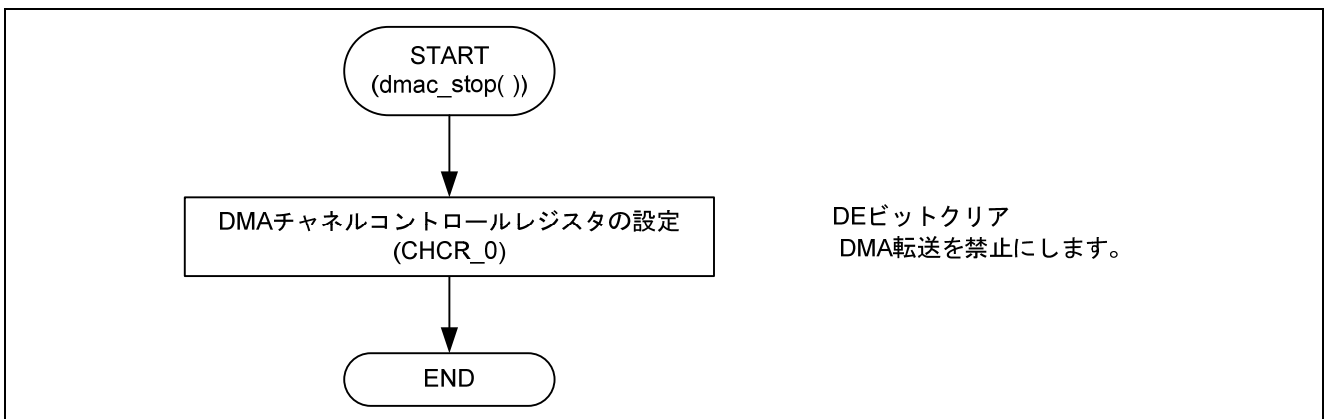 START
(dmac_stop( ))
DMAチャネルコントロールレジスタの設定
(CHCR_0)
DEビットクリア
DMA転送を禁止にします。
END